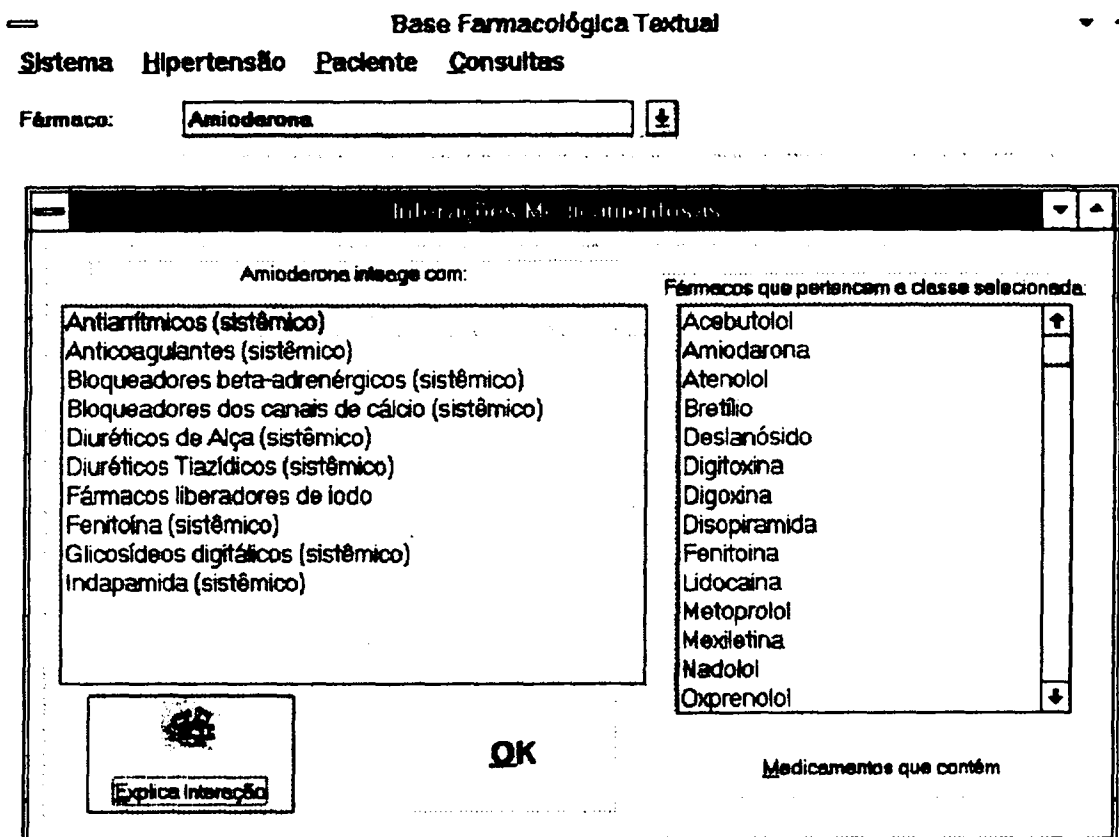 Base Farmacológica Textual
Sistema Hipertensão Paciente Consultas
Fármaco: Amiodarona
Interações Medicamentosas
Amiodarona interage com:
Antiarrítmicos (sistêmico)
Anticoagulantes (sistêmico)
Bloqueadores beta-adrenérgicos (sistêmico)
Bloqueadores dos canais de cálcio (sistêmico)
Diuréticos de Alça (sistêmico)
Diuréticos Tiazídicos (sistêmico)
Fármacos liberadores de iodo
Fenitoína (sistêmico)
Glicosídeos digitálicos (sistêmico)
Indapamida (sistêmico)
Fármacos que pertencem a classe selecionada:
Acebutolol
Amiodarona
Atenolol
Bretílio
Deslanósido
Digitoxina
Digoxina
Disopiramida
Fenitoina
Lidocaina
Metoprolol
Mexiletina
Nadolol
Oxprenolol
Explica Interação
OK
Medicamentos que contém